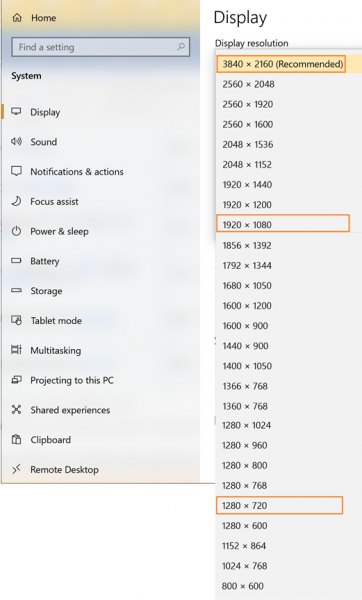 Home
Find a setting
System
Display
Sound
Notifications & actions
Focus assist
Power & sleep
Battery
Storage
Tablet mode
Multitasking
Projecting to this PC
Shared experiences
Clipboard
Remote Desktop
Display
Display resolution
3840 × 2160 (Recommended)
2560 × 2048
2560 × 1920
2560 × 1600
2048 × 1536
2048 × 1152
1920 × 1440
1920 × 1200
1920 × 1080
1856 × 1392
1792 × 1344
1680 × 1050
1600 × 1200
1600 × 900
1440 × 900
1400 × 1050
1366 × 768
1360 × 768
1280 × 1024
1280 × 960
1280 × 800
1280 × 768
1280 × 720
1280 × 600
1152 × 864
1024 × 768
800 × 600